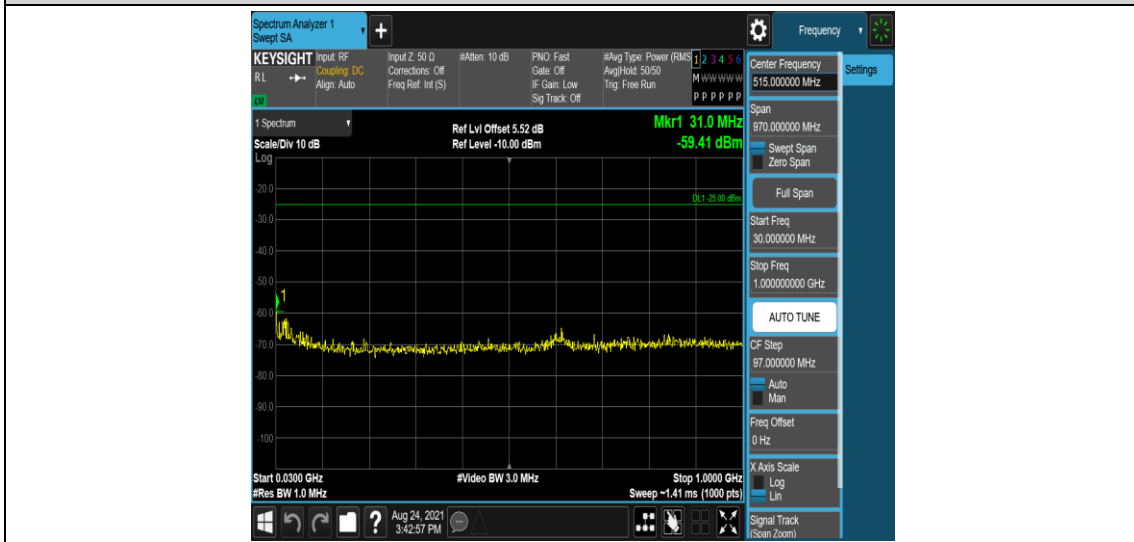 Spectrum Analyzer 1
Swept SA
+
Frequency
KEYSIGHT
RL
LXI
Input: RF
Coupling: DC
Align: Auto
Input Z: 50 Ω
Corrections: Off
Freq Ref: Int (S)
#Atten: 10 dB
PNO: Fast
Gate: Off
IF Gain: Low
Sig Track: Off
#Avg Type: Power (RMS
Avg|Hold: 50/50
Trig: Free Run
1 2 3 4 5 6
M W W W W W
P P P P P P
1 Spectrum
Scale/Div 10 dB
Log
Ref Lvl Offset 5.52 dB
Ref Level -10.00 dBm
Mkr1 31.0 MHz
-59.41 dBm
DL1 -25.00 dBm
-20.0
-30.0
-40.0
-50.0
1
-60.0
-70.0
-80.0
-90.0
-100
Start 0.0300 GHz
#Res BW 1.0 MHz
#Video BW 3.0 MHz
Stop 1.0000 GHz
Sweep ~1.41 ms (1000 pts)
?
Aug 24, 2021
3:42:57 PM
Center Frequency
515.000000 MHz
Settings
Span
970.000000 MHz
Swept Span
Zero Span
Full Span
Start Freq
30.000000 MHz
Stop Freq
1.000000000 GHz
AUTO TUNE
CF Step
97.000000 MHz
Auto
Man
Freq Offset
0 Hz
X Axis Scale
Log
Lin
Signal Track
(Span Zoom)